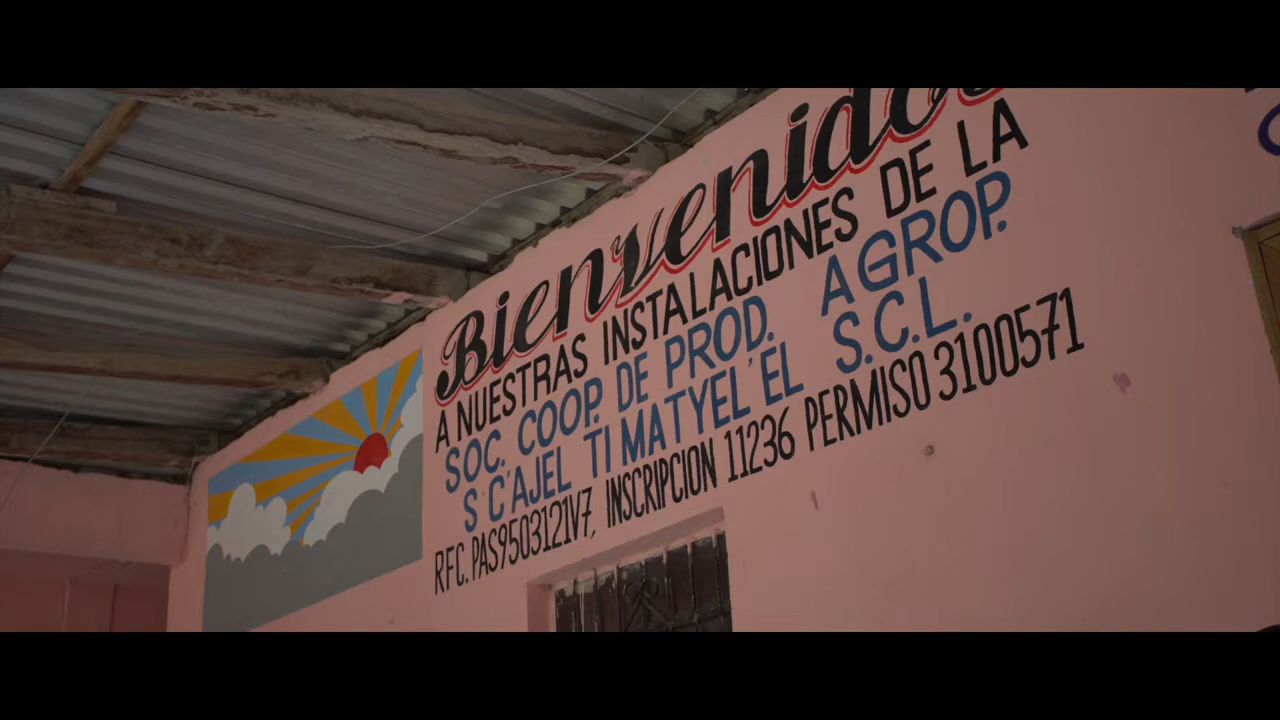 Bienvenidos
A NUESTRAS INSTALACIONES DE LA
SOC. COOP. DE PROD. AGROP.
S C'AJEL TI MATYEL'EL S.C.L.
RFC. PAS9503121V7, INSCRIPCION 11236 PERMISO 3100571